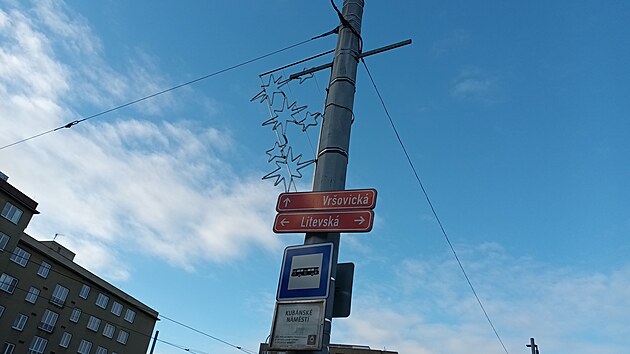 Vršovická
Litevská
KUBÁNSKÉ
NÁMĚSTÍ